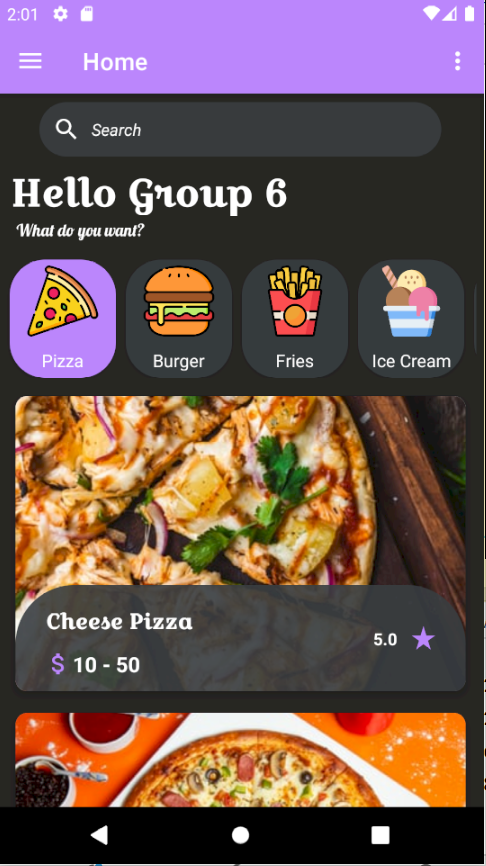 2:01
Home
Search
Hello Group 6
What do you want?
Pizza Burger Fries Ice Cream
Cheese Pizza
5.0
$ 10 - 50